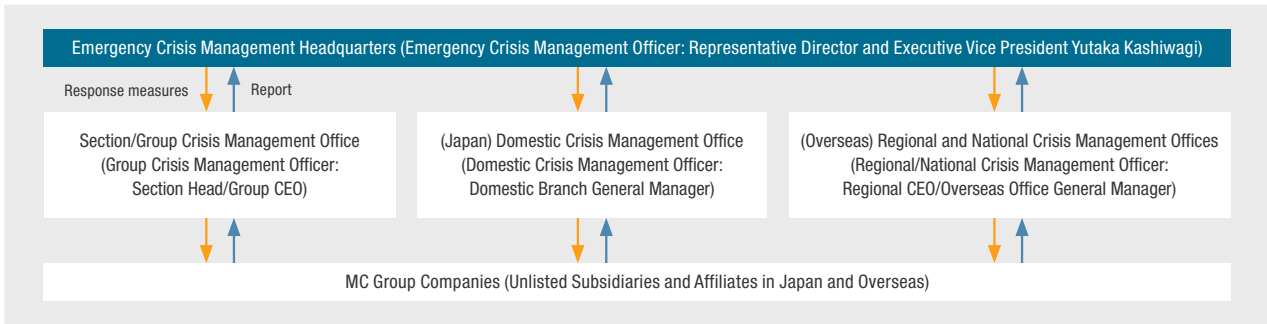 Emergency Crisis Management Headquarters (Emergency Crisis Management Officer: Representative Director and Executive Vice President Yutaka Kashiwagi)
Response measures
Report
Section/Group Crisis Management Office
(Group Crisis Management Officer:
Section Head/Group CEO)
(Japan) Domestic Crisis Management Office
(Domestic Crisis Management Officer:
Domestic Branch General Manager)
(Overseas) Regional and National Crisis Management Offices
(Regional/National Crisis Management Officer:
Regional CEO/Overseas Office General Manager)
MC Group Companies (Unlisted Subsidiaries and Affiliates in Japan and Overseas)